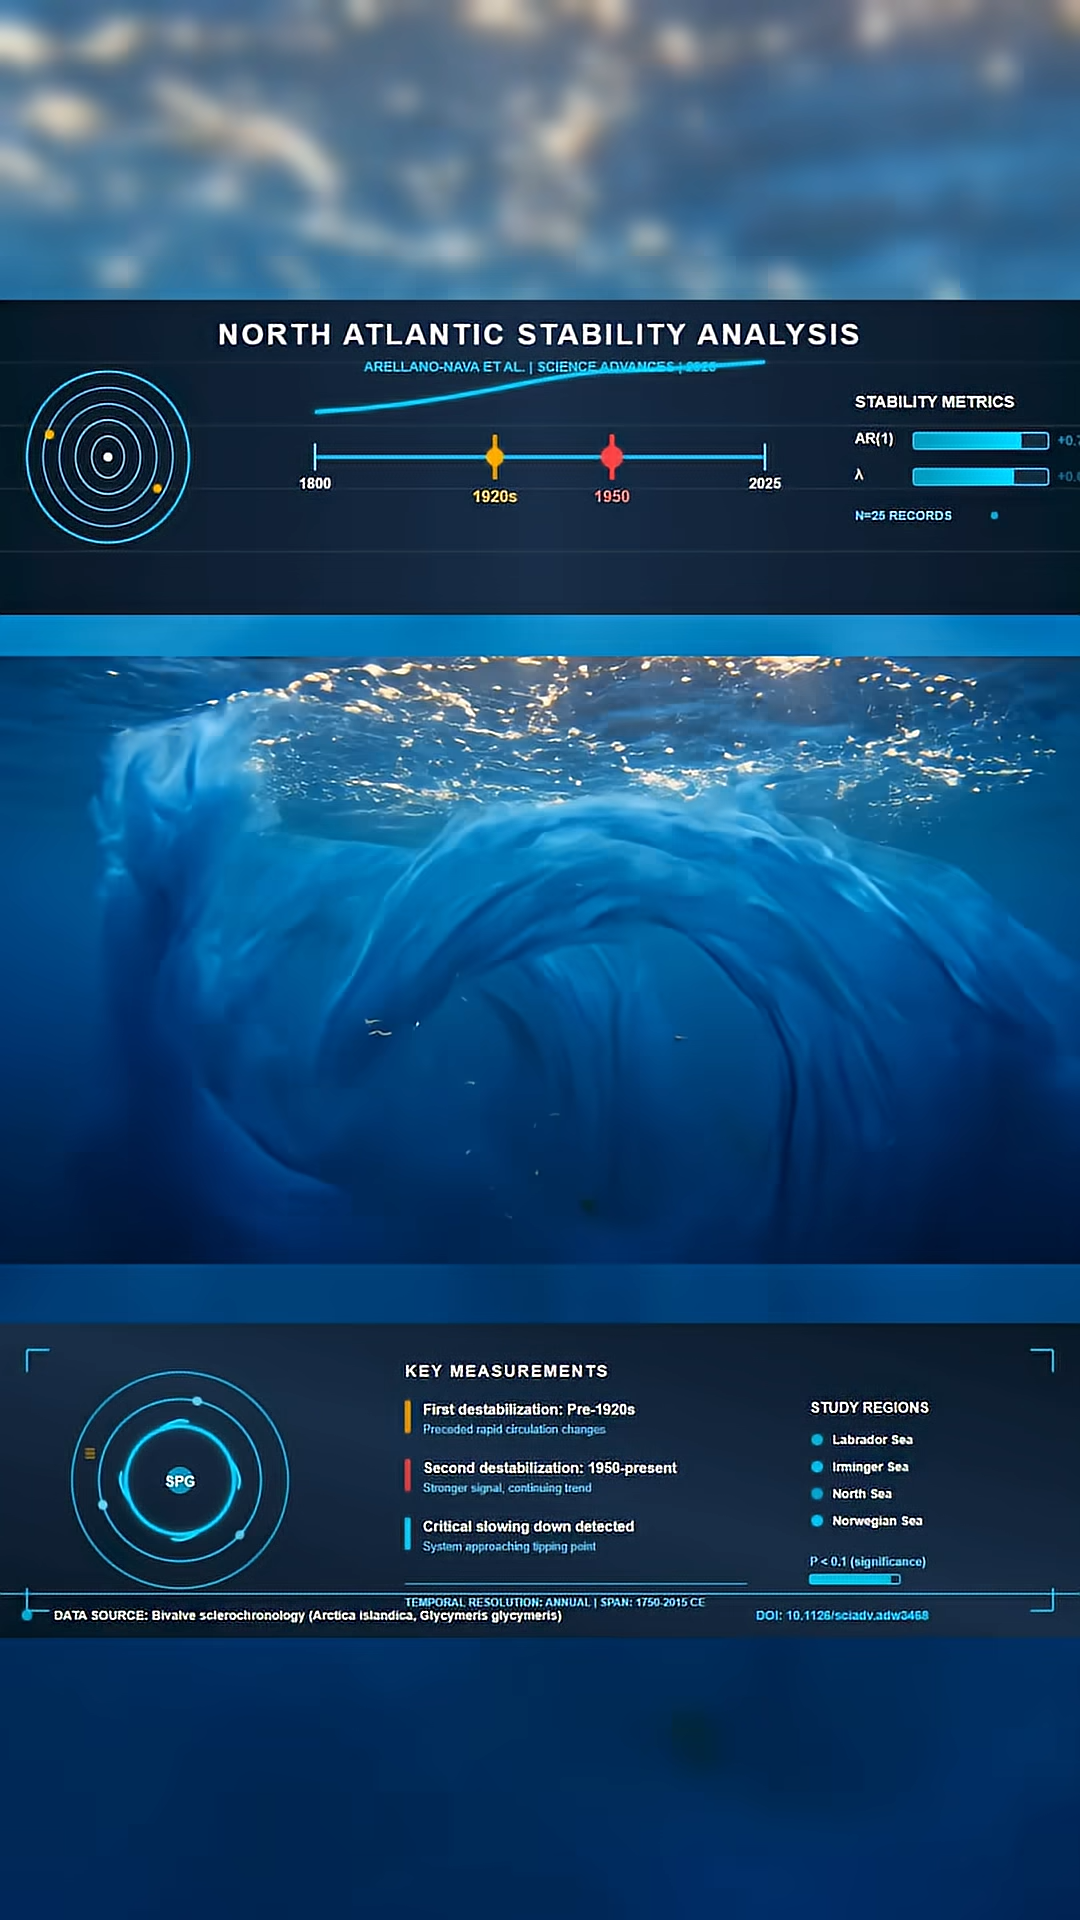 NORTH ATLANTIC STABILITY ANALYSIS
ARELLANO-NAVA ET AL. | SCIENCE ADVANCES | 2025
STABILITY METRICS
AR(1)
λ
N=25 RECORDS
1800
1920s
1950
2025
KEY MEASUREMENTS
First destabilization: Pre-1920s
Preceded rapid circulation changes
Second destabilization: 1950-present
Stronger signal, continuing trend
Critical slowing down detected
System approaching tipping point
SPG
STUDY REGIONS
Labrador Sea
Irminger Sea
North Sea
Norwegian Sea
P < 0.1 (significance)
TEMPORAL RESOLUTION: ANNUAL | SPAN: 1750-2015 CE
DATA SOURCE: Bivalve sclerochronology (Arctica islandica, Glycymeris glycymeris)
DOI: 10.1126/sciadv.adw3468